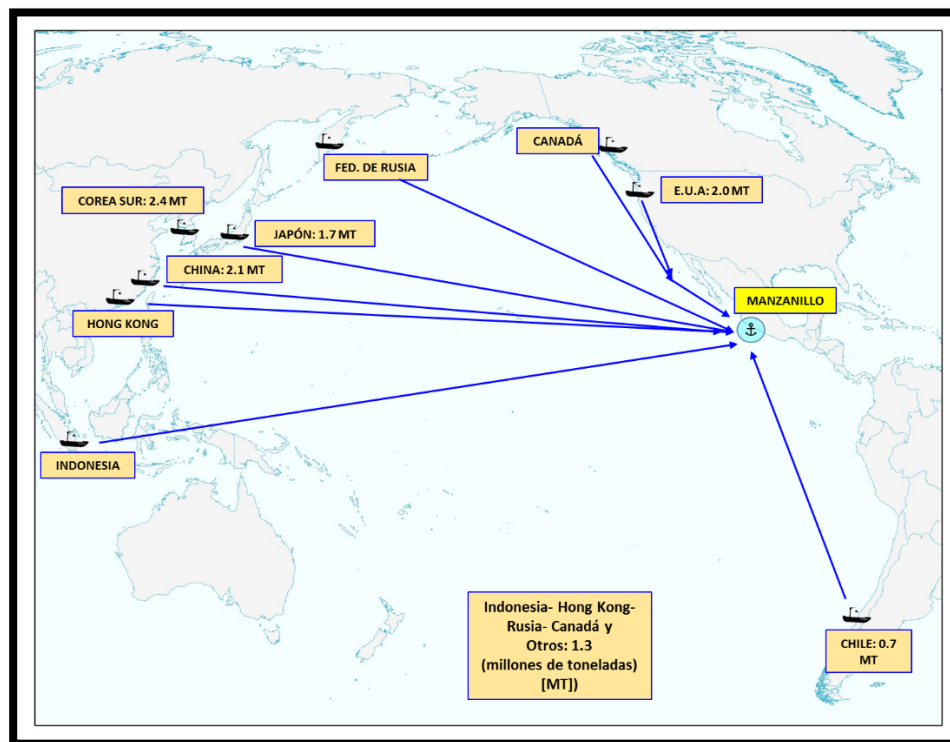 CANADÁ
FED. DE RUSIA
E.U.A: 2.0 MT
COREA SUR: 2.4 MT
JAPÓN: 1.7 MT
CHINA: 2.1 MT
MANZANILLO
HONG KONG
INDONESIA
Indonesia- Hong Kong-
Rusia- Canadá y
Otros: 1.3
(millones de toneladas)
[MT])
CHILE: 0.7
MT